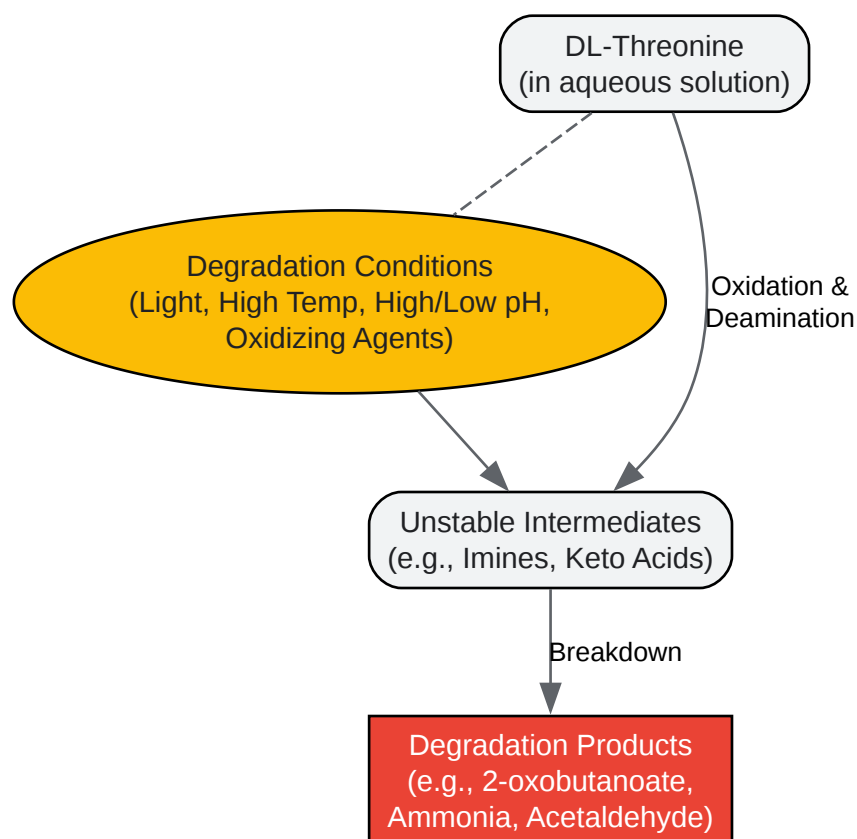 DL-Threonine
(in aqueous solution)
Degradation Conditions
(Light, High Temp, High/Low pH,
Oxidizing Agents)
Oxidation &
Deamination
Unstable Intermediates
(e.g., Imines, Keto Acids)
Breakdown
Degradation Products
(e.g., 2-oxobutanoate,
Ammonia, Acetaldehyde)